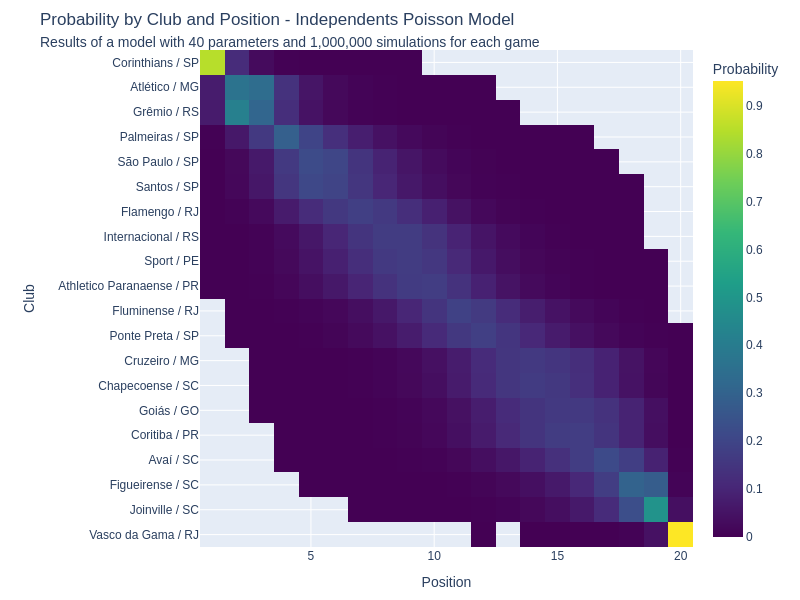 Probability by Club and Position - Independents Poisson Model
Results of a model with 40 parameters and 1,000,000 simulations for each game
Probability
Club
Corinthians / SP
Atlético / MG
Grêmio / RS
Palmeiras / SP
São Paulo / SP
Santos / SP
Flamengo / RJ
Internacional / RS
Sport / PE
Athletico Paranaense / PR
Fluminense / RJ
Ponte Preta / SP
Cruzeiro / MG
Chapecoense / SC
Goiás / GO
Coritiba / PR
Avaí / SC
Figueirense / SC
Joinville / SC
Vasco da Gama / RJ
5 10 15 20
Position
0.9
0.8
0.7
0.6
0.5
0.4
0.3
0.2
0.1
0